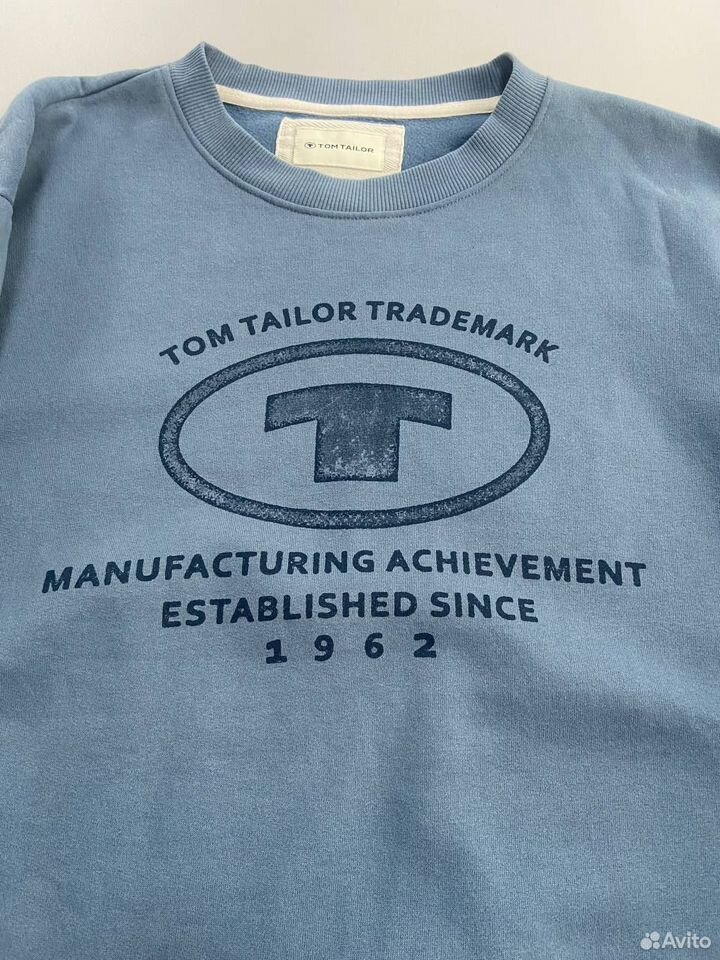 TOM TAILOR
TOM TAILOR TRADEMARK
T
MANUFACTURING ACHIEVEMENT
ESTABLISHED SINCE
1962
Avito